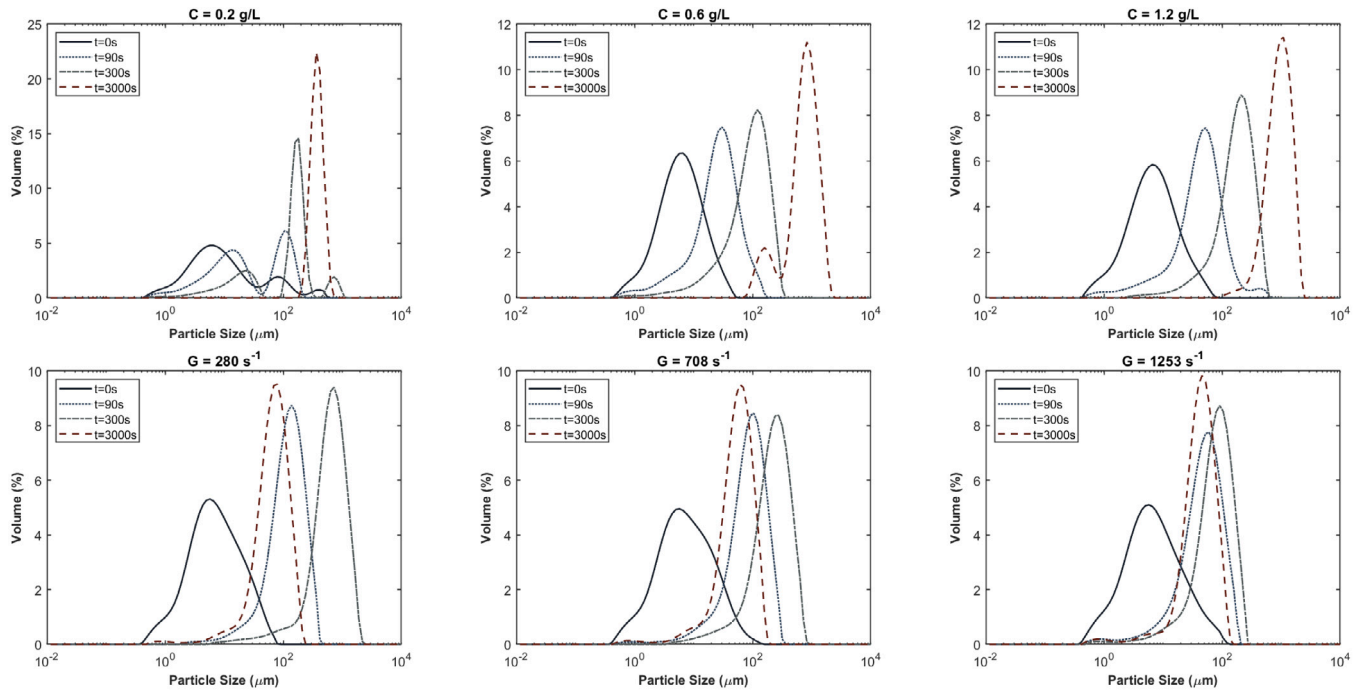 C = 0.2 g/L
25
20
15
10
5
0
Volume (%)
t=0s
t=90s
t=300s
t=3000s
10^-2
10^0
10^2
10^4
Particle Size (μm)
C = 0.6 g/L
12
10
8
6
4
2
0
Volume (%)
t=0s
t=90s
t=300s
t=3000s
10^-2
10^0
10^2
10^4
Particle Size (μm)
C = 1.2 g/L
12
10
8
6
4
2
0
Volume (%)
t=0s
t=90s
t=300s
t=3000s
10^-2
10^0
10^2
10^4
Particle Size (μm)
G = 280 s^-1
10
8
6
4
2
0
Volume (%)
t=0s
t=90s
t=300s
t=3000s
10^-2
10^0
10^2
10^4
Particle Size (μm)
G = 708 s^-1
10
8
6
4
2
0
Volume (%)
t=0s
t=90s
t=300s
t=3000s
10^-2
10^0
10^2
10^4
Particle Size (μm)
G = 1253 s^-1
10
8
6
4
2
0
Volume (%)
t=0s
t=90s
t=300s
t=3000s
10^-2
10^0
10^2
10^4
Particle Size (μm)